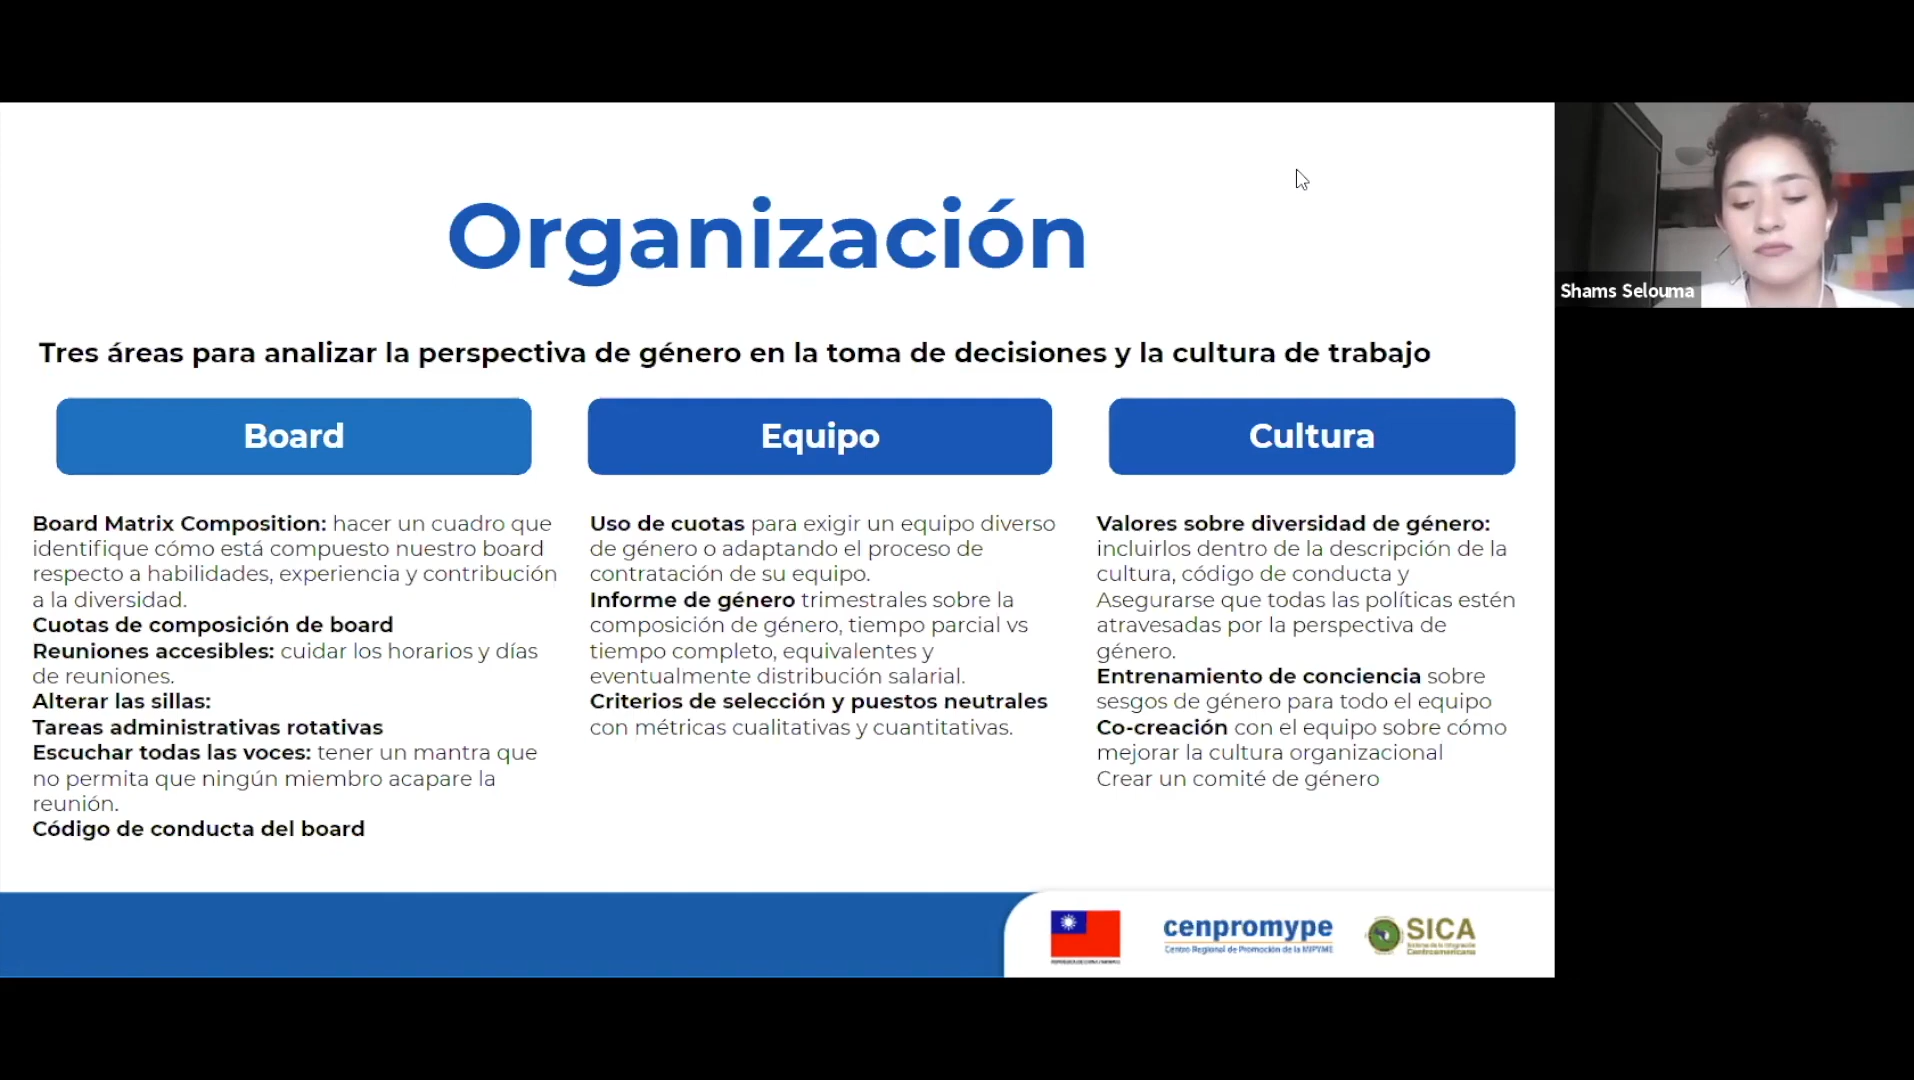 Organización
Shams Selouma
Tres áreas para analizar la perspectiva de género en la toma de decisiones y la cultura de trabajo
Board
Board Matrix Composition: hacer un cuadro que
identifique cómo está compuesto nuestro board
respecto a habilidades, experiencia y contribución
a la diversidad.
Cuotas de composición de board
Reuniones accesibles: cuidar los horarios y días
de reuniones.
Alterar las sillas:
Tareas administrativas rotativas
Escuchar todas las voces: tener un mantra que
no permita que ningún miembro acapare la
reunión.
Código de conducta del board
Equipo
Uso de cuotas para exigir un equipo diverso
de género o adaptando el proceso de
contratación de su equipo.
Informe de género trimestrales sobre la
composición de género, tiempo parcial vs
tiempo completo, equivalentes y
eventualmente distribución salarial.
Criterios de selección y puestos neutrales
con métricas cualitativas y cuantitativas.
Cultura
Valores sobre diversidad de género:
incluirlos dentro de la descripción de la
cultura, código de conducta y
Asegurarse que todas las políticas estén
atravesadas por la perspectiva de
género.
Entrenamiento de conciencia sobre
sesgos de género para todo el equipo
Co-creación con el equipo sobre cómo
mejorar la cultura organizacional
Crear un comité de género
cenpromype
Centro Regional de Promoción de la MIPYME
SICA
Sistema de la Integración
Centroamericana